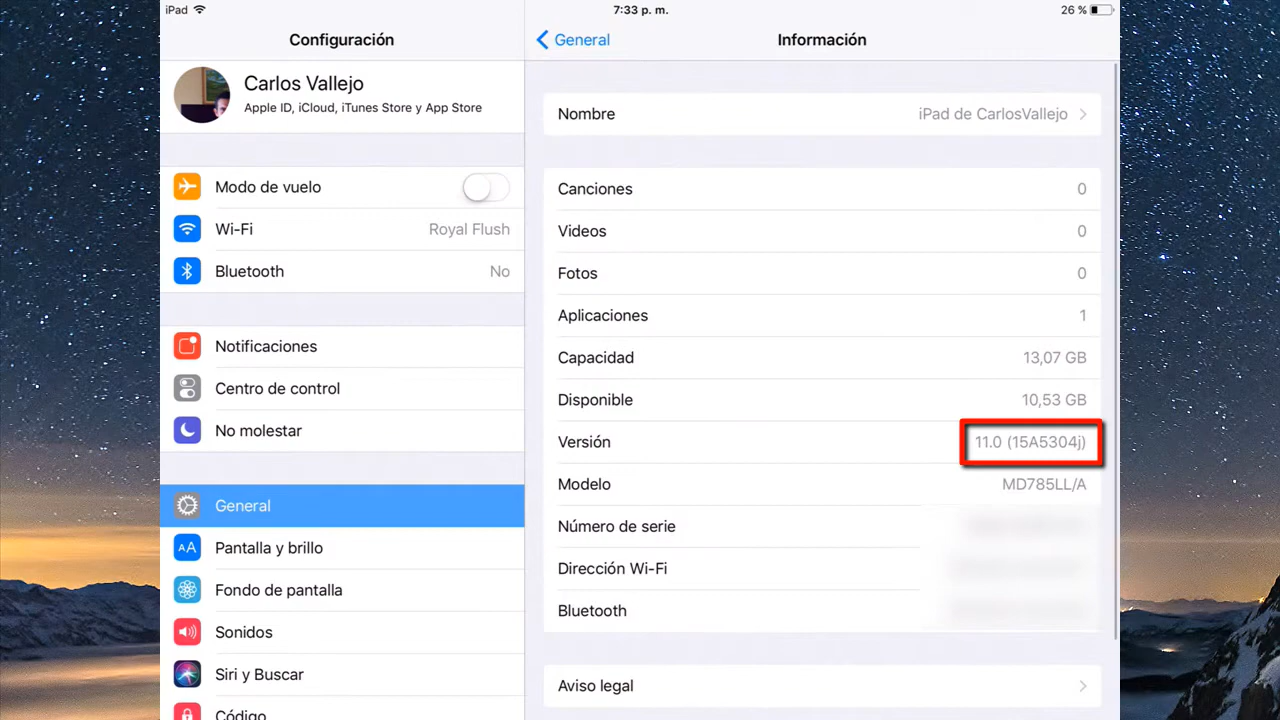 iPad
7:33 p. m.
26 %
Configuración
Carlos Vallejo
Apple ID, iCloud, iTunes Store y App Store
Modo de vuelo
Wi-Fi Royal Flush
Bluetooth No
Notificaciones
Centro de control
No molestar
General
AA Pantalla y brillo
Fondo de pantalla
Sonidos
Siri y Buscar
Código
General
Información
Nombre iPad de CarlosVallejo
Canciones 0
Videos 0
Fotos 0
Aplicaciones 1
Capacidad 13,07 GB
Disponible 10,53 GB
Versión 11.0 (15A5304j)
Modelo MD785LL/A
Número de serie
Dirección Wi-Fi
Bluetooth
Aviso legal